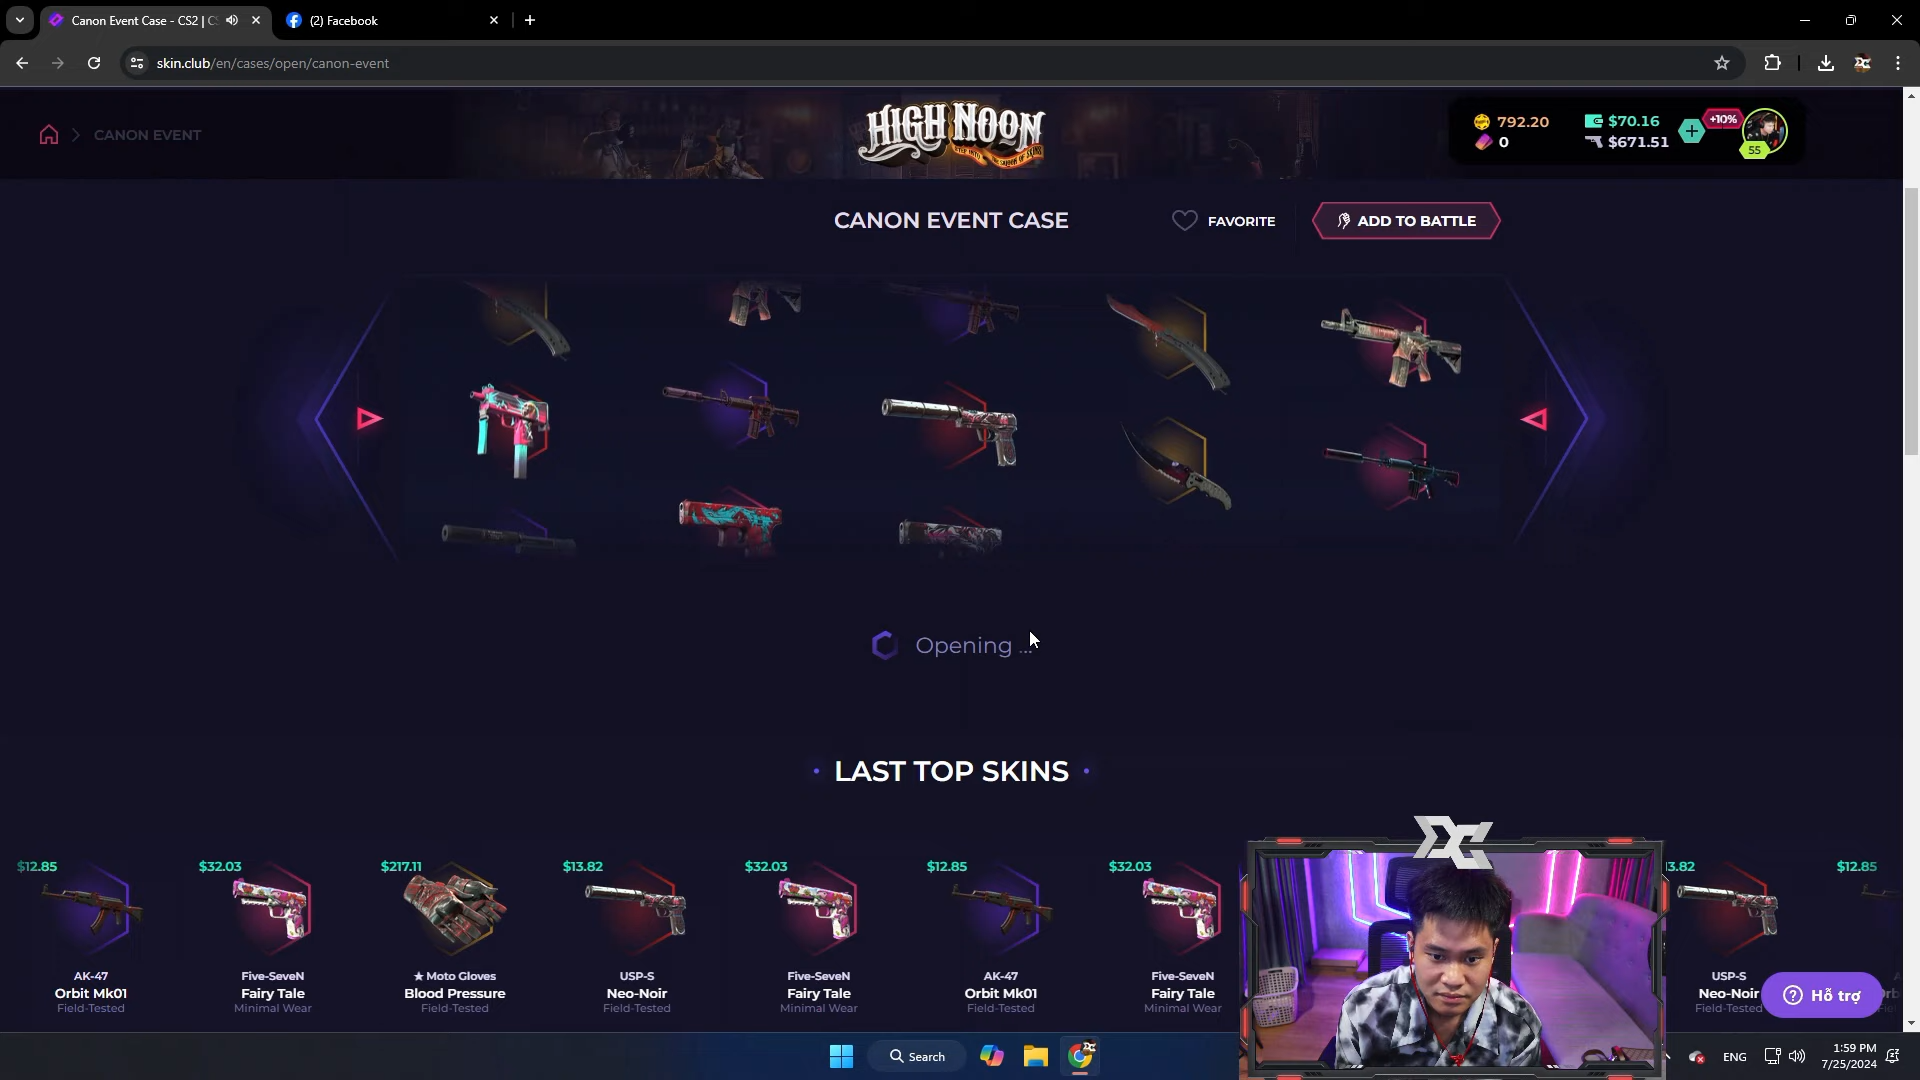 Canon Event Case - CS2 | CS
(2) Facebook
skin.club/en/cases/open/canon-event
CANON EVENT
HIGH NOON
792.20
$70.16
+10%
0
$671.51
55
CANON EVENT CASE
FAVORITE
ADD TO BATTLE
Opening ...
LAST TOP SKINS
$12.85
$32.03
$217.11
$13.82
$32.03
$12.85
$32.03
13.82
$12.85
AK-47
Orbit Mk01
Field-Tested
Five-SeveN
Fairy Tale
Minimal Wear
★ Moto Gloves
Blood Pressure
Field-Tested
USP-S
Neo-Noir
Field-Tested
Five-SeveN
Fairy Tale
Minimal Wear
AK-47
Orbit Mk01
Field-Tested
Five-SeveN
Fairy Tale
Minimal Wear
USP-S
Neo-Noir
Field-Tested
Hỗ trợ
DC
Search
ENG
1:59 PM
7/25/2024